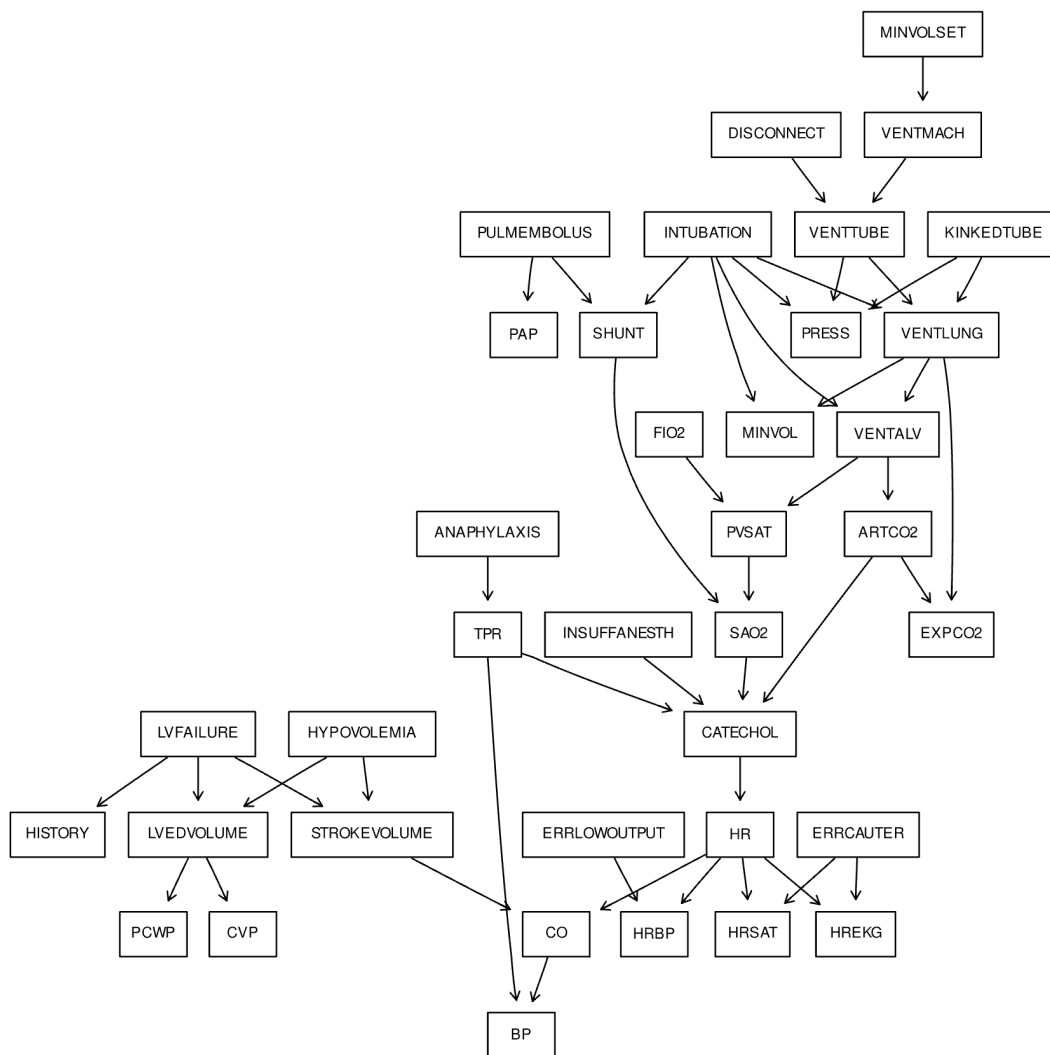 MINVOLSET
DISCONNECT
VENTMACH
PULMEMBOLUS
INTUBATION
VENTTUBE
KINKEDTUBE
PAP
SHUNT
PRESS
VENTLUNG
FIO2
MINVOL
VENTALV
ANAPHYLAXIS
PVSAT
ARTCO2
TPR
INSUFFANESTH
SAO2
EXPCO2
LVFAILURE
HYPOVOLEMIA
CATECHOL
HISTORY
LVEDVOLUME
STROKEVOLUME
ERRLOWOUTPUT
HR
ERRCAUTER
PCWP
CVP
CO
HRBP
HRSAT
HREKG
BP